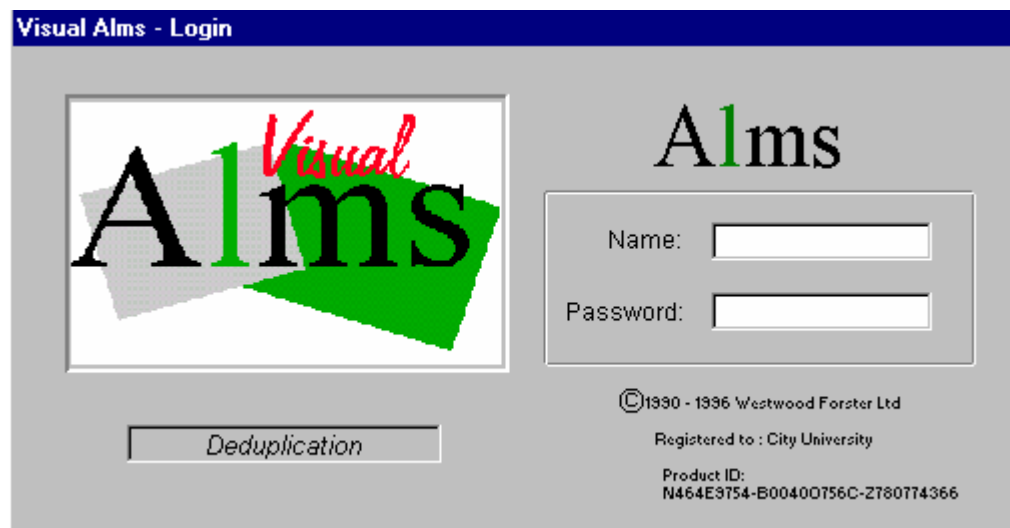 Visual Alms - Login
Visual
Alms
Alms
Name:
Password:
Deduplication
©1990 - 1996 Westwood Forster Ltd
Registered to : City University
Product ID:
N464E9754-B00400756C-Z780774366